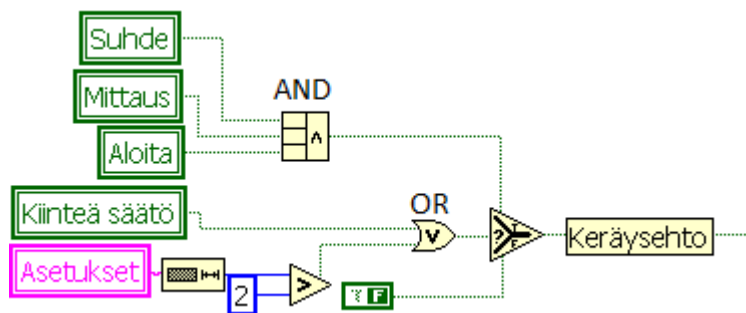 Suhde
Mittaus
AND
Aloita
Kiinteä säätö
OR
Keräysehto
Asetukset
2
F